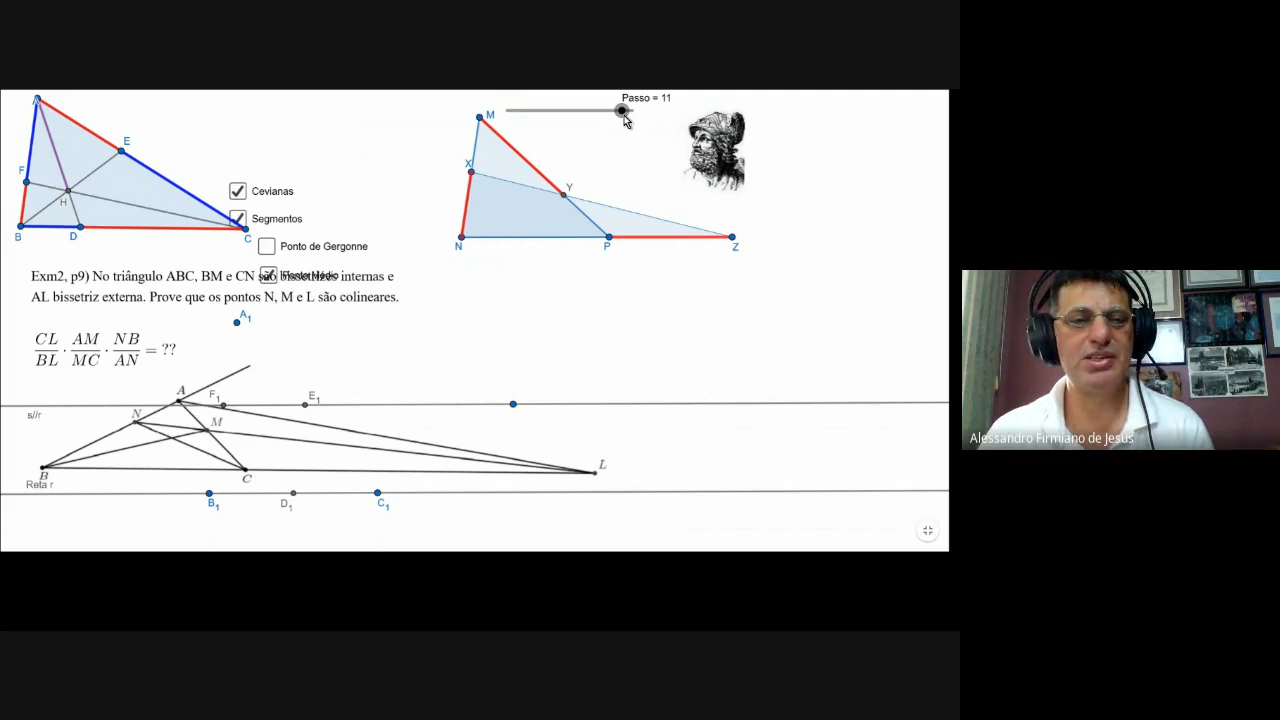 A
E
F
H
B
D
C
Cevianas
Segmentos
Ponto de Gergonne
Passo = 11
M
X
Y
N
P
Z
Exm2, p9) No triângulo ABC, BM e CN são bissetrizes internas e
AL bissetriz externa. Prove que os pontos N, M e L são colineares.
A1
CL/BL · AM/MC · NB/AN = ??
A
F1
E1
s//r
N
M
L
B
C
Reta r
B1
D1
C1
Alessandro Firmiano de Jesus